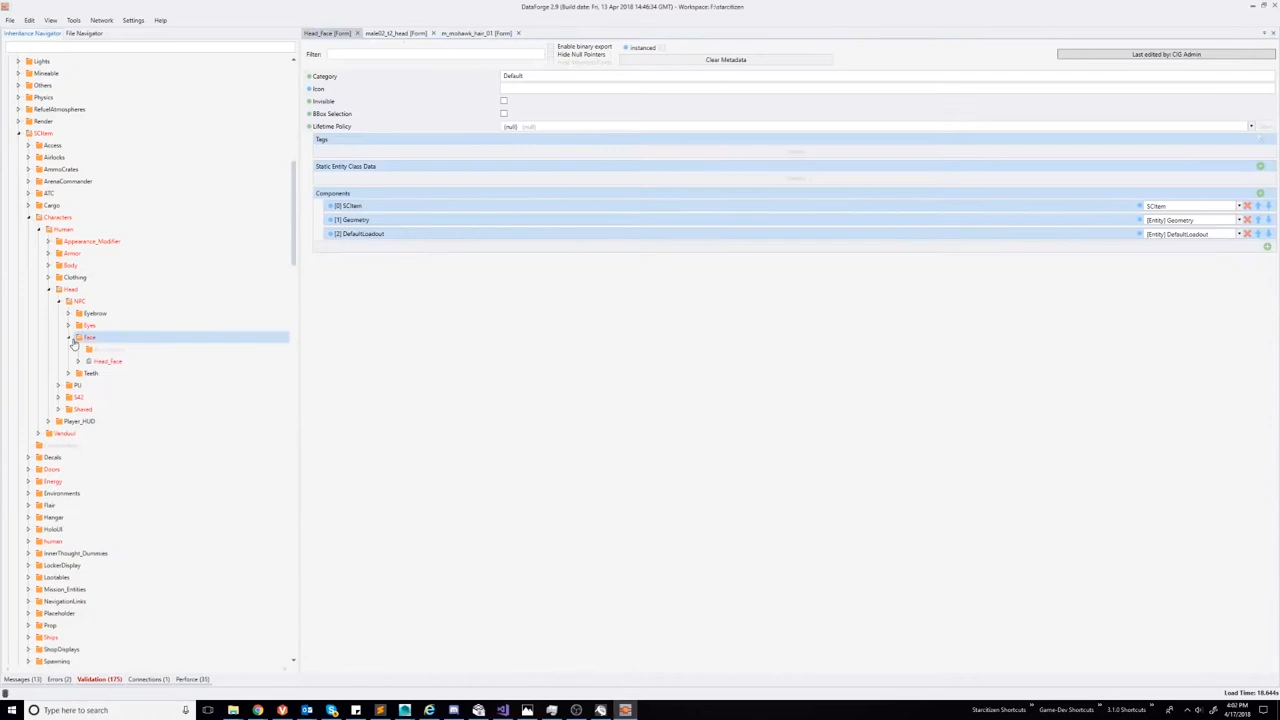 DataForge 2.9 (Build date: Fri, 13 Apr 2018 14:46:34 GMT) - Workspace: F:\starcitizen
File Edit View Tools Network Settings Help
Inheritance Navigator File Navigator
Head_Face [Form] male02_t2_head [Form] m_mohawk_hair_01 [Form]
Filter:
Enable binary export
Hide Null Pointers
instanced
Clear Metadata
Last edited by: CIG Admin
Lights
Mineable
Others
Physics
RefuelAtmospheres
Render
SCItem
Access
Airlocks
AmmoCrates
ArenaCommander
ATC
Cargo
Characters
Human
Appearance_Modifier
Armor
Body
Clothing
Head
NPC
Eyebrow
Eyes
Face
Head_Face
Teeth
PU
S42
Shared
Player_HUD
Vanduul
Decals
Doors
Energy
Environments
Flair
Hangar
HoloUI
human
InnerThought_Dummies
LockerDisplay
Lootables
Mission_Entities
NavigationLinks
Placeholder
Prop
Ships
ShopDisplays
Spawning
Category Default
Icon
Invisible
BBox Selection
Lifetime Policy (null) (null)
Tags
Static Entity Class Data
Components
[0] SCItem SCItem
[1] Geometry [Entity] Geometry
[2] DefaultLoadout [Entity] DefaultLoadout
Messages (13) Errors (2) Validation (175) Connections (1) Perforce (35)
Load Time: 18.644s
Type here to search
Starcitizen Shortcuts Game-Dev Shortcuts 3.1.0 Shortcuts
4:02 PM
4/17/2018